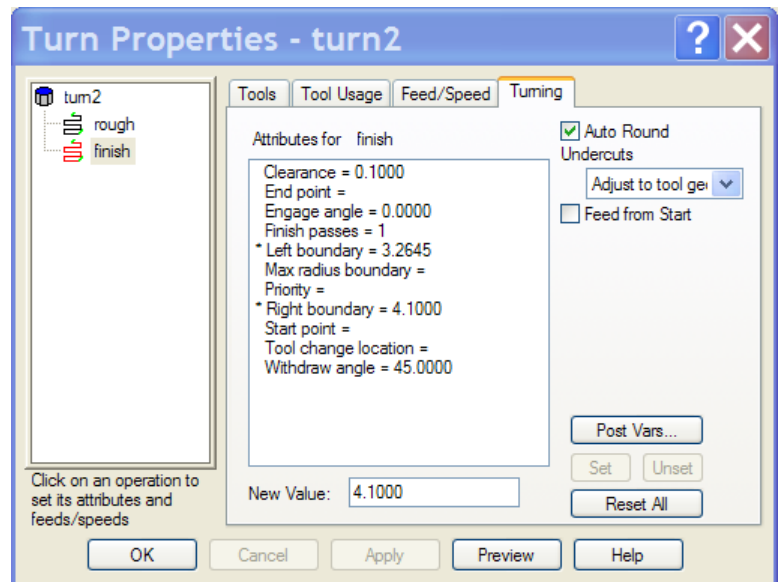 Turn Properties - turn2
turn2
rough
finish
Click on an operation to
set its attributes and
feeds/speeds
Tools
Tool Usage
Feed/Speed
Turning
Attributes for finish
Clearance = 0.1000
End point =
Engage angle = 0.0000
Finish passes = 1
* Left boundary = 3.2645
Max radius boundary =
Priority =
* Right boundary = 4.1000
Start point =
Tool change location =
Withdraw angle = 45.0000
New Value: 4.1000
Auto Round
Undercuts
Adjust to tool ge
Feed from Start
Post Vars...
Set
Unset
Reset All
OK
Cancel
Apply
Preview
Help